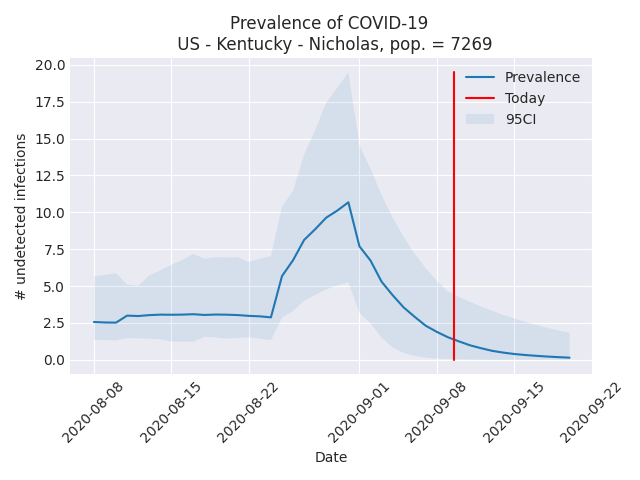 Prevalence of COVID-19
US - Kentucky - Nicholas, pop. = 7269
20.0
17.5
15.0
12.5
10.0
7.5
5.0
2.5
0.0
# undetected infections
Prevalence
Today
95CI
2020-08-08
2020-08-15
2020-08-22
2020-09-01
2020-09-08
2020-09-15
2020-09-22
Date